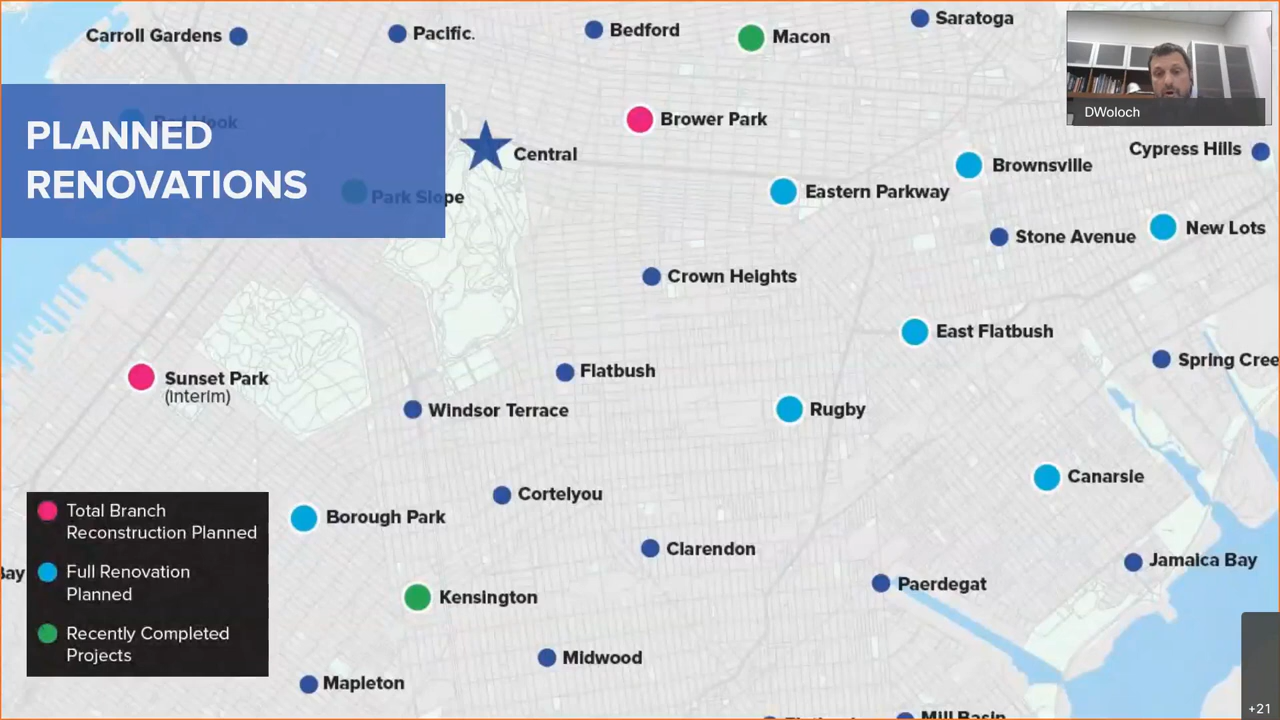 Carroll Gardens
Pacific.
Bedford
Macon
Saratoga
DWoloch
PLANNED
RENOVATIONS
Park Slope
Central
Brower Park
Eastern Parkway
Brownsville
Cypress Hills
Stone Avenue
New Lots
Crown Heights
East Flatbush
Spring Cree
Sunset Park
(Interim)
Flatbush
Windsor Terrace
Rugby
Canarsie
Cortelyou
Borough Park
Clarendon
Jamaica Bay
Bay
Kensington
Paerdegat
Midwood
Mapleton
Mill Basin
Total Branch
Reconstruction Planned
Full Renovation
Planned
Recently Completed
Projects
+21